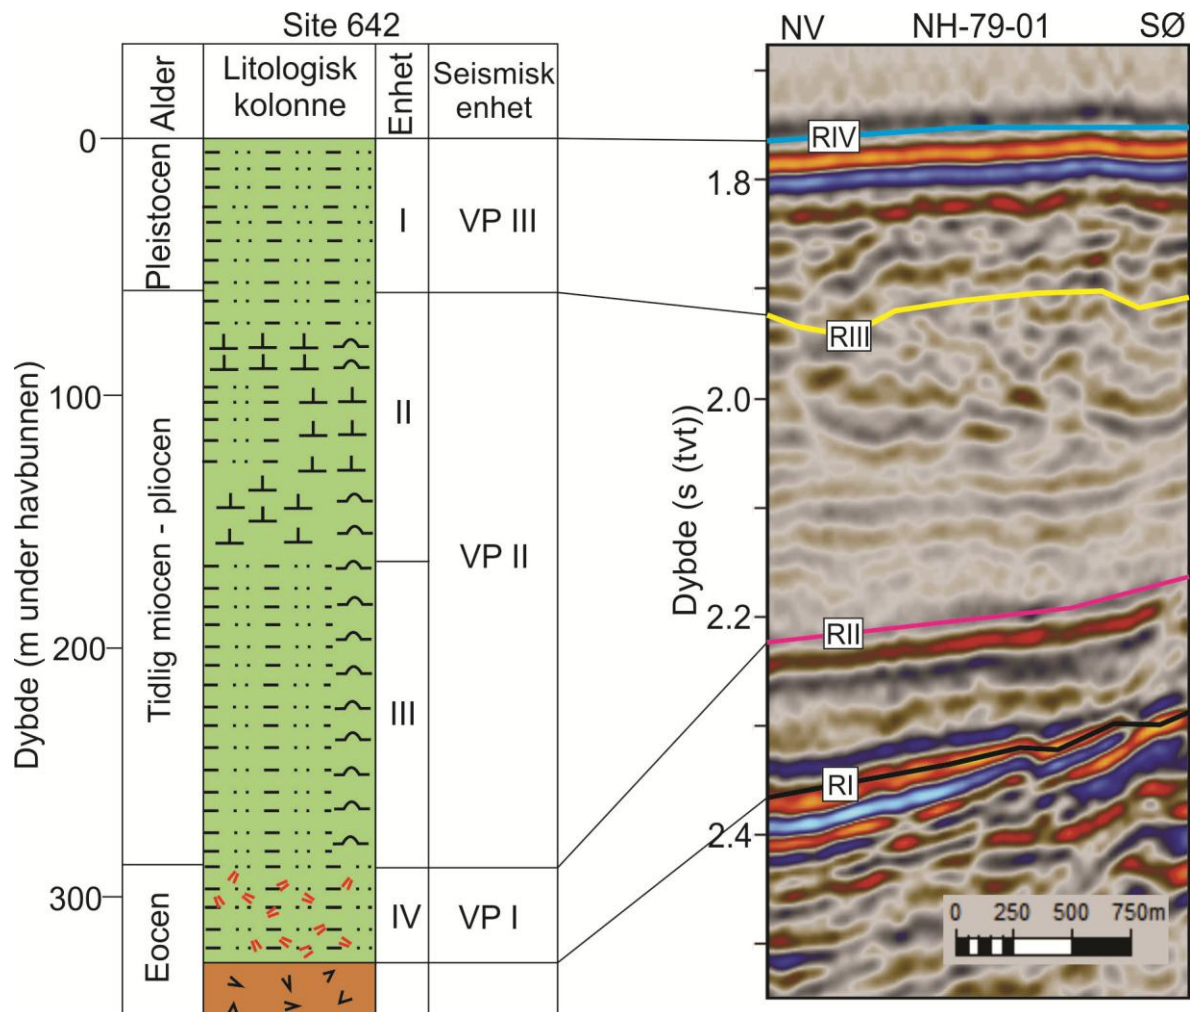 Site 642
Alder
Litologisk
kolonne
Enhet
Seismisk
enhet
Dybde (m under havbunnen)
0
100
200
300
Pleistocen
Tidlig miocen - pliocen
Eocen
I
II
III
IV
VP III
VP II
VP I
NV
NH-79-01
SØ
Dybde (s (tvt))
1.8
2.0
2.2
2.4
RIV
RIII
RII
RI
0 250 500 750m